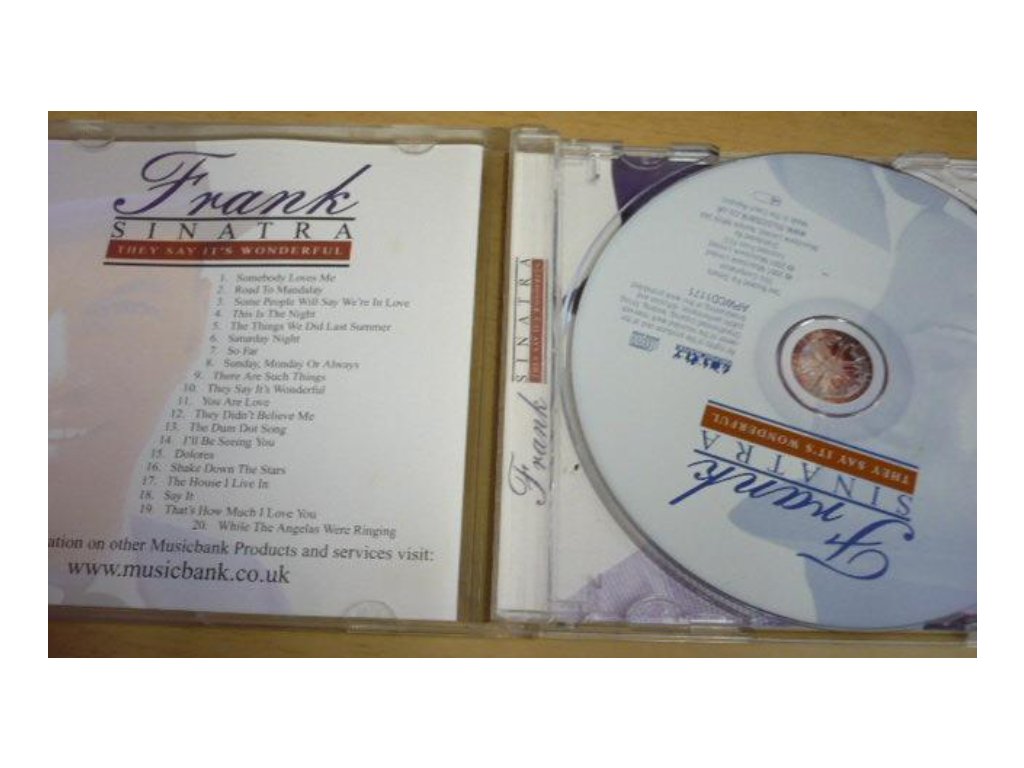 Frank
SINATRA
THEY SAY IT'S WONDERFUL
1. Somebody Loves Me
2. Road To Mandalay
3. Some People Will Say We're In Love
4. This Is The Night
5. The Things We Did Last Summer
6. Saturday Night
7. So Far
8. Sunday, Monday Or Always
9. There Are Such Things
10. They Say It's Wonderful
11. You Are Love
12. They Didn't Believe Me
13. The Dum Dot Song
14. I'll Be Seeing You
15. Dolores
16. Shake Down The Stars
17. The House I Live In
18. Say It
19. That's How Much I Love You
20. While The Angelas Were Ringing
ation on other Musicbank Products and services visit:
www.musicbank.co.uk
Frank
SINATRA
THEY SAY IT'S WONDERFUL
Frank
SINATRA
THEY SAY IT'S WONDERFUL
APWCD1171